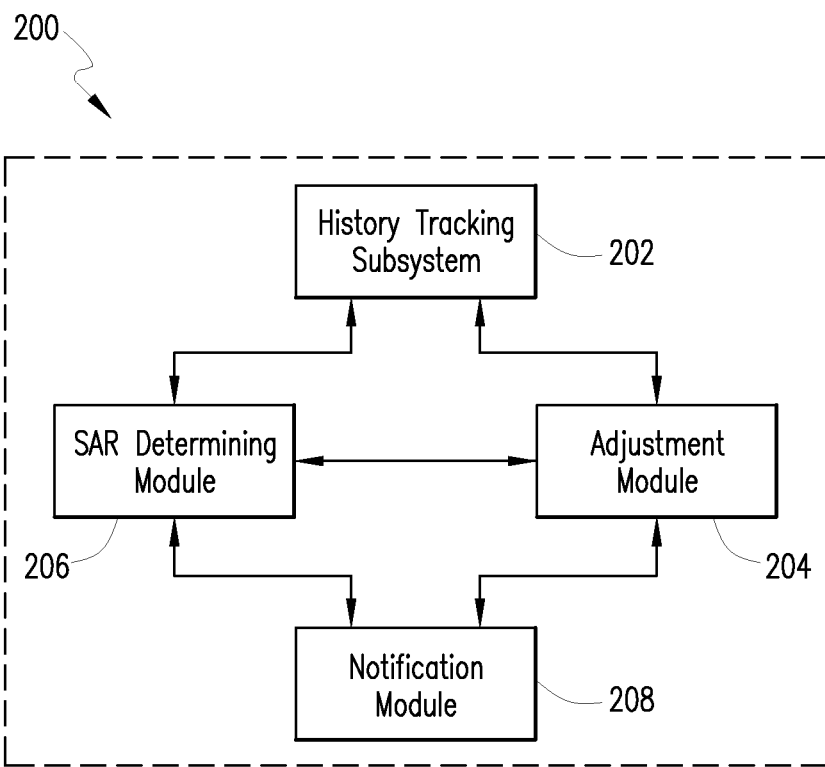 200
History Tracking
Subsystem
202
SAR Determining
Module
206
Adjustment
Module
204
Notification
Module
208